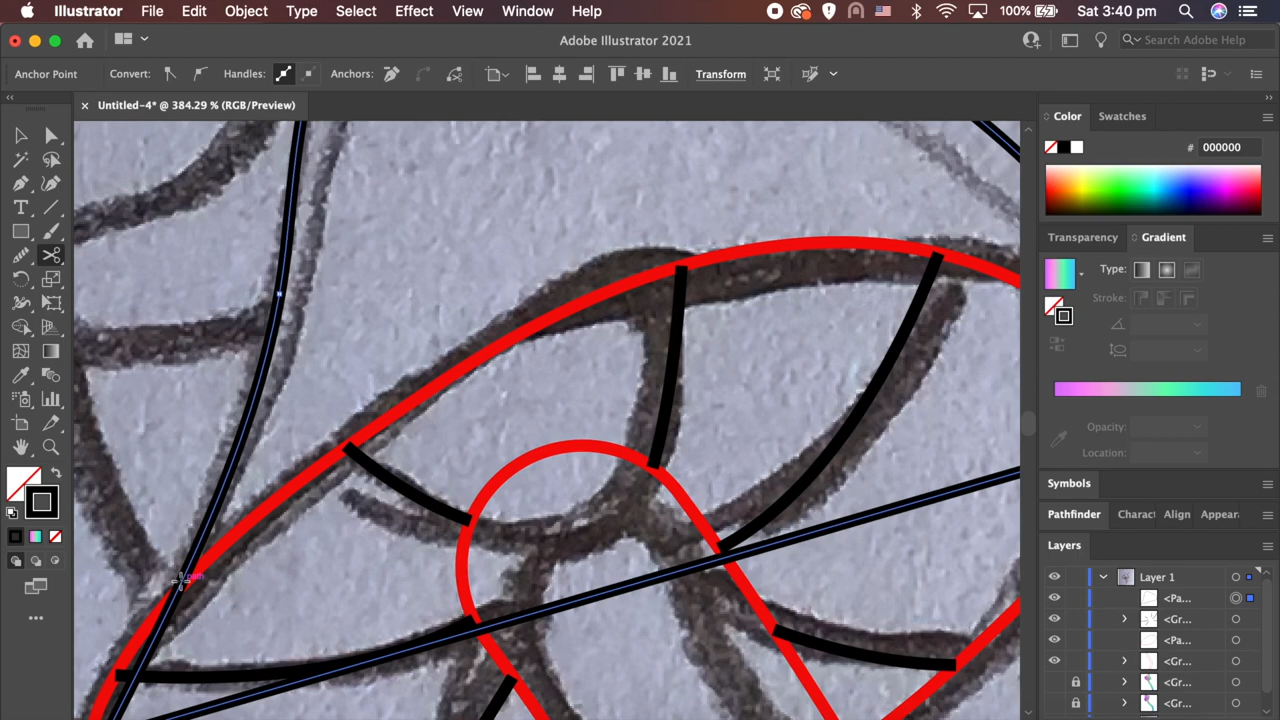 Illustrator File Edit Object Type Select Effect View Window Help 100% Sat 3:40 pm
Adobe Illustrator 2021 Search Adobe Help
Anchor Point Convert: Handles: Anchors: Transform
× Untitled-4* @ 384.29 % (RGB/Preview)
Color Swatches
# 000000
Transparency Gradient
Type:
Stroke:
Opacity:
Location:
Symbols
Pathfinder Charact Align Appear
Layers
Layer 1
<Pa...
<Gr...
<Pa...
<Gr...
<Gr...
<Gr...
path